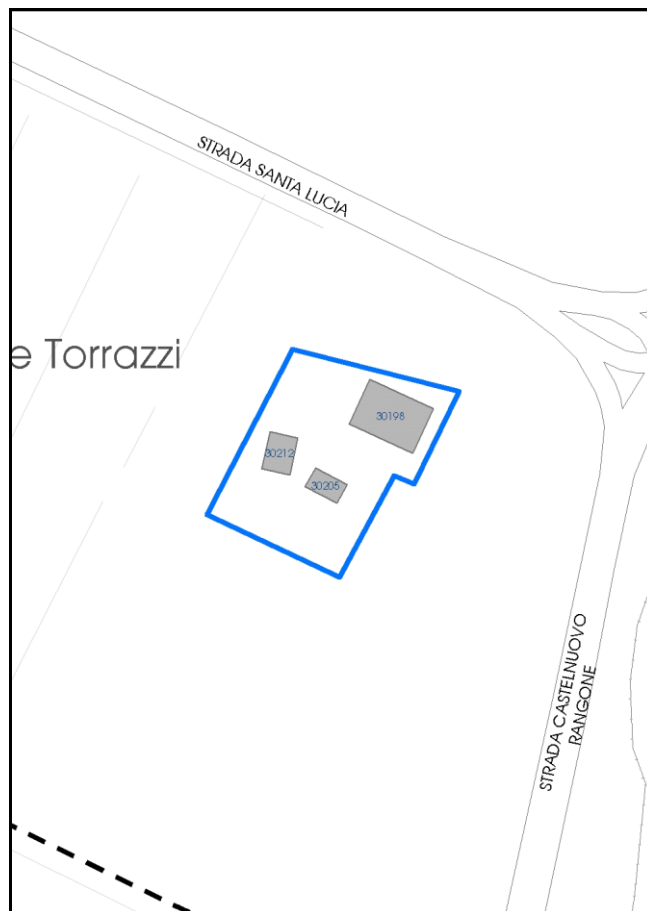 STRADA SANTA LUCIA
e Torrazzi
30198
30212
30205
STRADA CASTELNUOVO
RANGONE